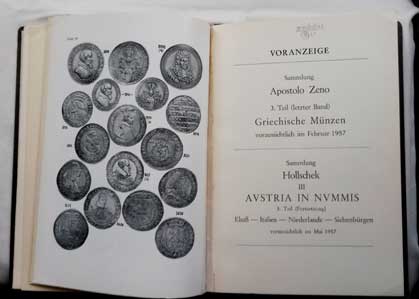 VORANZEIGE
Sammlung
Apostolo Zeno
3. Teil (letzter Band)
Griechische Münzen
voraussichtlich im Februar 1957
Sammlung
Hollschek
III
AVSTRIA IN NVMMIS
3. Teil (Fortsetzung)
Elsaß — Italien — Niederlande — Siebenbürgen
voraussichtlich im Mai 1957